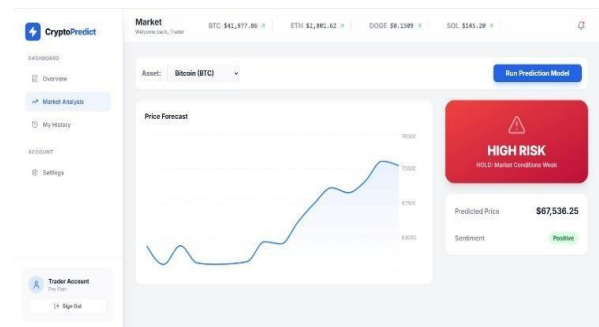 CryptoPredict
Market
Welcome back, Trader
BTC $41,977.86
ETH $2,801.62
DOGE $0.1509
SOL $145.20
DASHBOARD
Overview
Market Analysis
My History
ACCOUNT
Settings
Asset: Bitcoin (BTC)
Run Prediction Model
Price Forecast
HIGH RISK
HOLD: Market Conditions Weak
Predicted Price $67,536.25
Sentiment Positive
Trader Account
Pro Plan
Sign Out